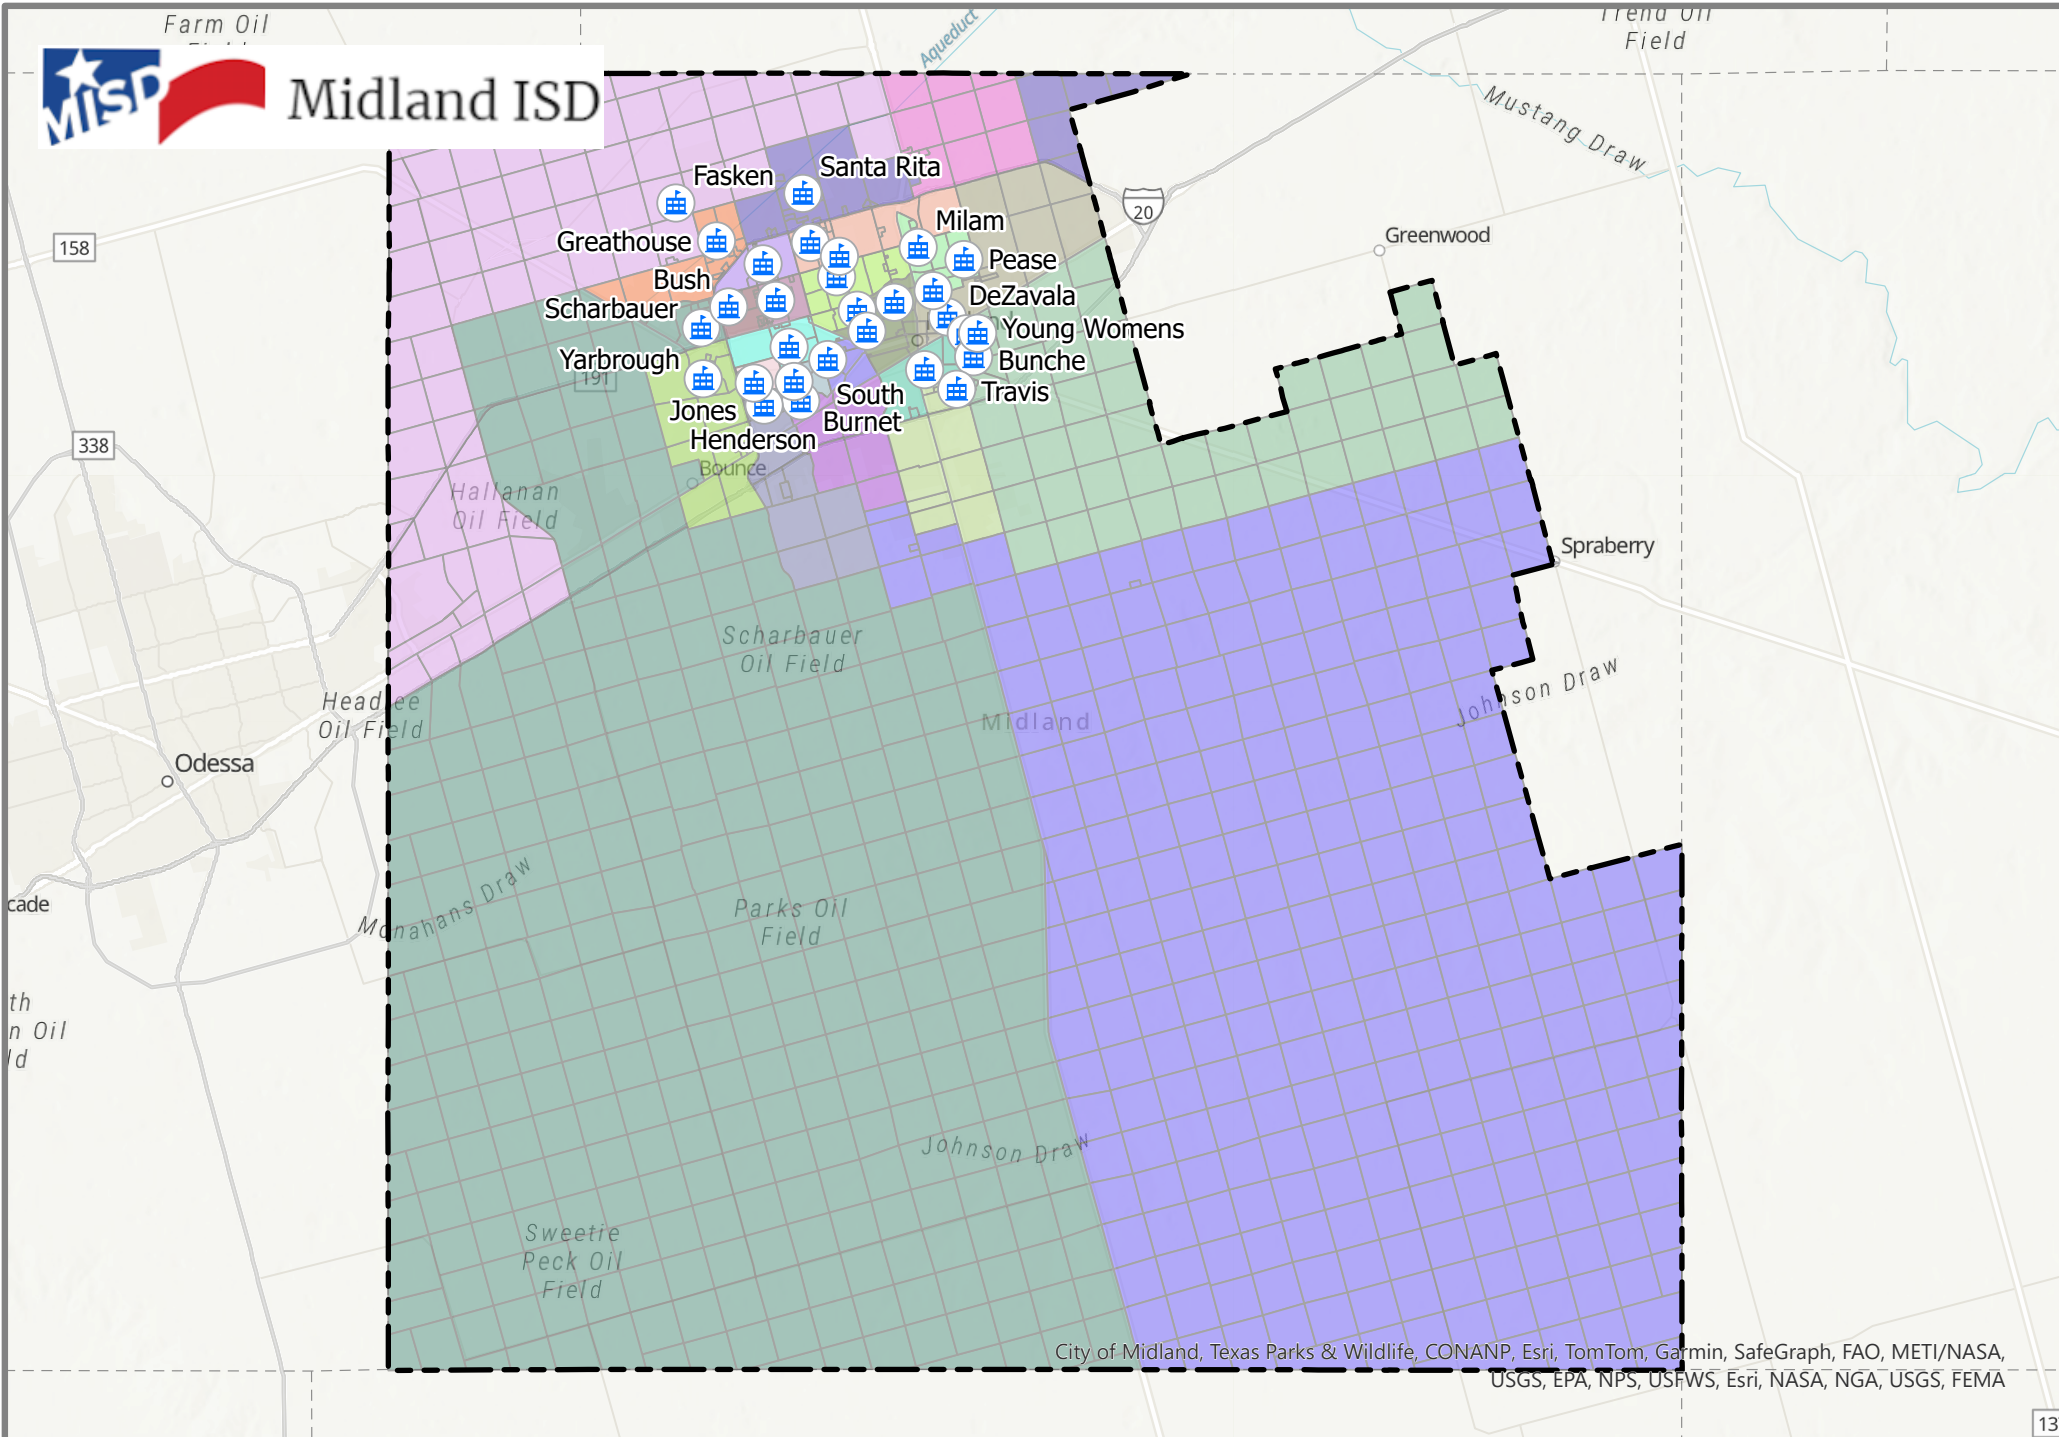 Farm Oil
Trend Oil
Field
Aqueduct
MISD
Midland ISD
Mustang Draw
Fasken
Santa Rita
20
158
Greathouse
Milam
Greenwood
Bush
Pease
Scharbauer
DeZavala
Young Womens
Yarbrough
Bunche
191
South
Travis
Jones
Burnet
338
Henderson
Bounce
Hallanan
Oil Field
Spraberry
Scharbauer
Oil Field
Johnson Draw
Headlee
Oil Field
Midland
Odessa
Monahans Draw
cade
Parks Oil
Field
th
n Oil
ld
Johnson Draw
Sweetie
Peck Oil
Field
City of Midland, Texas Parks & Wildlife, CONANP, Esri, TomTom, Garmin, SafeGraph, FAO, METI/NASA,
USGS, EPA, NPS, USFWS, Esri, NASA, NGA, USGS, FEMA
13